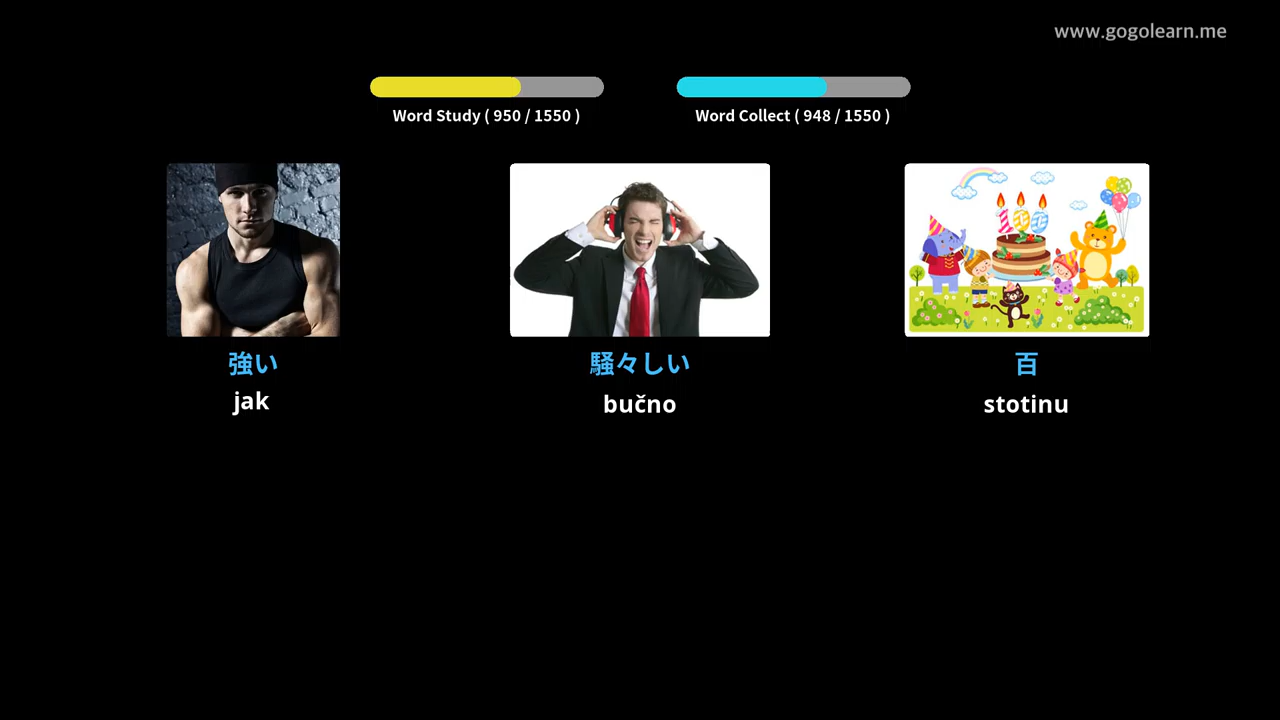 www.gogolearn.me
Word Study ( 950 / 1550 )
Word Collect ( 948 / 1550 )
100
強い
騒々しい
百
jak
bučno
stotinu